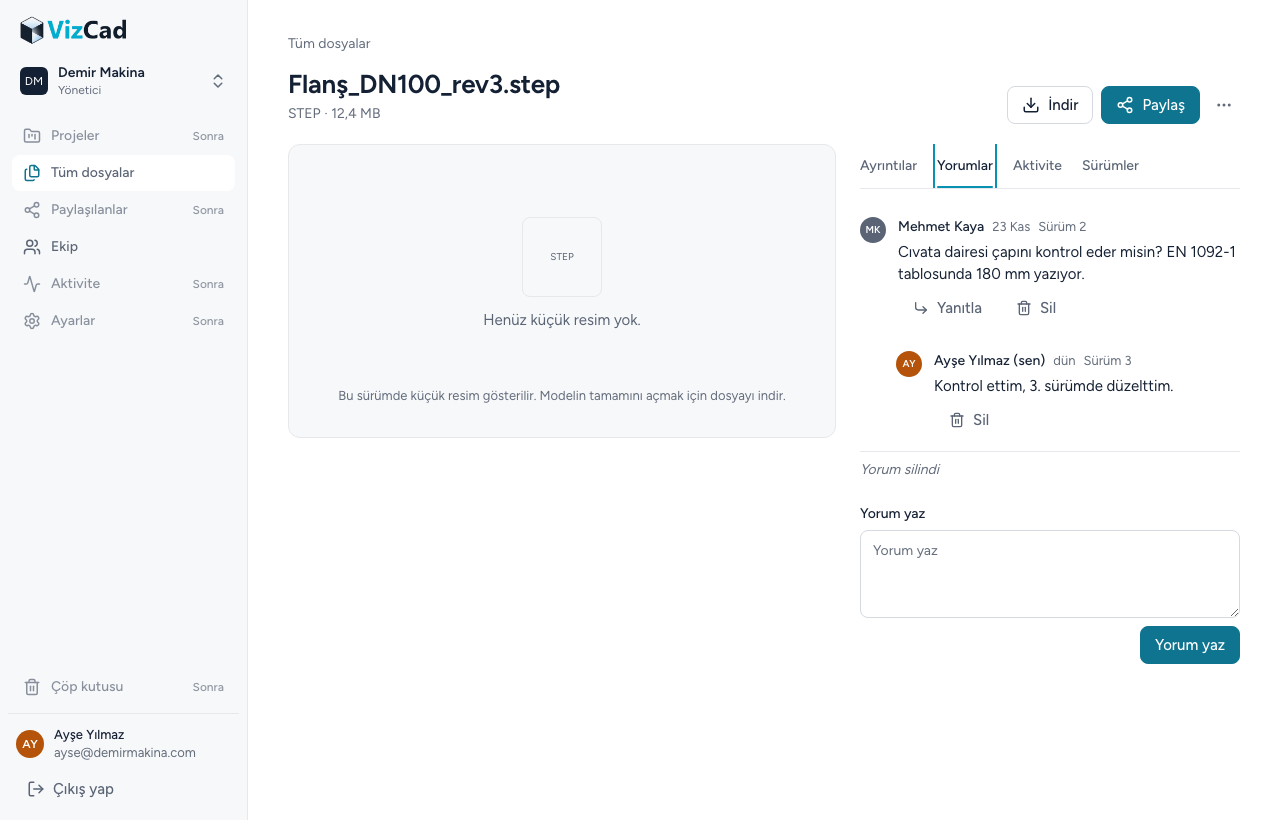 VizCad
DM
Demir Makina
Yönetici
Projeler Sonra
Tüm dosyalar
Paylaşılanlar Sonra
Ekip
Aktivite Sonra
Ayarlar Sonra
Çöp kutusu Sonra
AY
Ayşe Yılmaz
ayse@demirmakina.com
Çıkış yap
Tüm dosyalar
Flanş_DN100_rev3.step
STEP · 12,4 MB
İndir
Paylaş
STEP
Henüz küçük resim yok.
Bu sürümde küçük resim gösterilir. Modelin tamamını açmak için dosyayı indir.
Ayrıntılar Yorumlar Aktivite Sürümler
MK
Mehmet Kaya 23 Kas Sürüm 2
Cıvata dairesi çapını kontrol eder misin? EN 1092-1
tablosunda 180 mm yazıyor.
Yanıtla Sil
AY
Ayşe Yılmaz (sen) dün Sürüm 3
Kontrol ettim, 3. sürümde düzelttim.
Sil
Yorum silindi
Yorum yaz
Yorum yaz
Yorum yaz